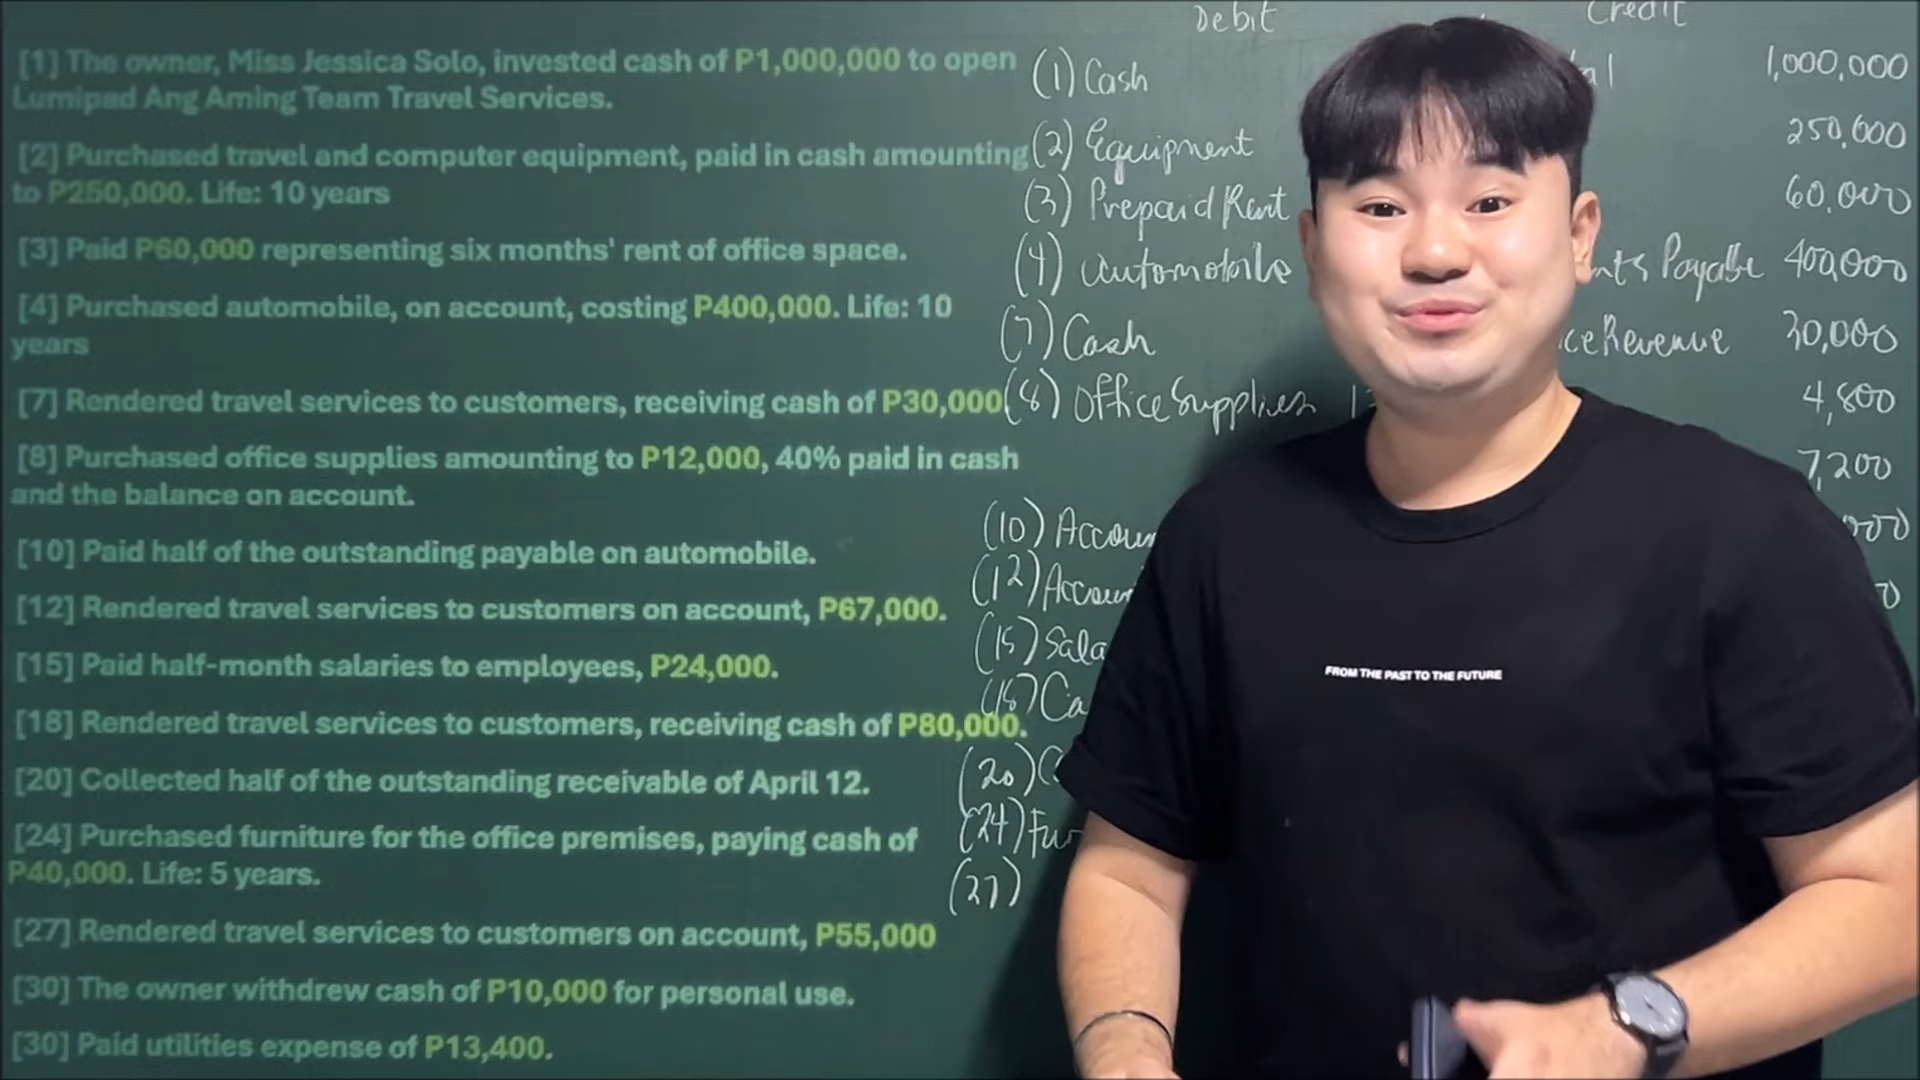 [1] The owner, Miss Jessica Solo, invested cash of P1,000,000 to open
Lumipad Ang Aming Team Travel Services.
[2] Purchased travel and computer equipment, paid in cash amounting
to P250,000. Life: 10 years
[3] Paid P60,000 representing six months' rent of office space.
[4] Purchased automobile, on account, costing P400,000. Life: 10
years
[7] Rendered travel services to customers, receiving cash of P30,000
[8] Purchased office supplies amounting to P12,000, 40% paid in cash
and the balance on account.
[10] Paid half of the outstanding payable on automobile.
[12] Rendered travel services to customers on account, P67,000.
[15] Paid half-month salaries to employees, P24,000.
[18] Rendered travel services to customers, receiving cash of P80,000.
[20] Collected half of the outstanding receivable of April 12.
[24] Purchased furniture for the office premises, paying cash of
P40,000. Life: 5 years.
[27] Rendered travel services to customers on account, P55,000
[30] The owner withdrew cash of P10,000 for personal use.
[30] Paid utilities expense of P13,400.
Debit Credit
(1) Cash 1,000,000
(2) Equipment 250,000
(3) Prepaid Rent 60,000
(4) Automobile Payable 400,000
(7) Cash Revenue 30,000
(8) Office Supplies 4,800
7,200
(10)
(12)
(15)
(18)
(20)
(24)
(27)
FROM THE PAST TO THE FUTURE